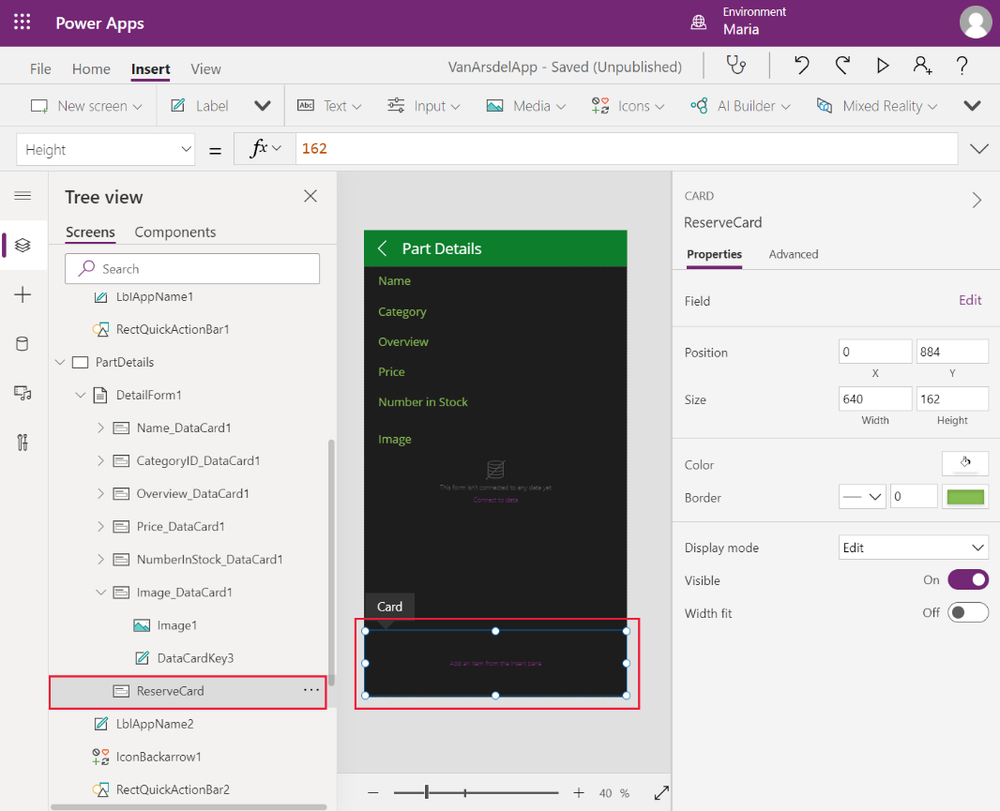 Power Apps
Environment
Maria
File Home Insert View
VanArsdelApp - Saved (Unpublished)
New screen Label Text Input Media Icons AI Builder Mixed Reality
Height = fx 162
Tree view
Screens Components
Search
LblAppName1
RectQuickActionBar1
PartDetails
DetailForm1
Name_DataCard1
CategoryID_DataCard1
Overview_DataCard1
Price_DataCard1
NumberInStock_DataCard1
Image_DataCard1
Image1
DataCardKey3
ReserveCard ...
LblAppName2
IconBackarrow1
RectQuickActionBar2
Part Details
Name
Category
Overview
Price
Number in Stock
Image
This form isn't connected to any data yet.
Connect to data
Card
Add an item from the Insert pane
40 %
CARD
ReserveCard
Properties Advanced
Field Edit
Position 0 884
X Y
Size 640 162
Width Height
Color
Border 0
Display mode Edit
Visible On
Width fit Off